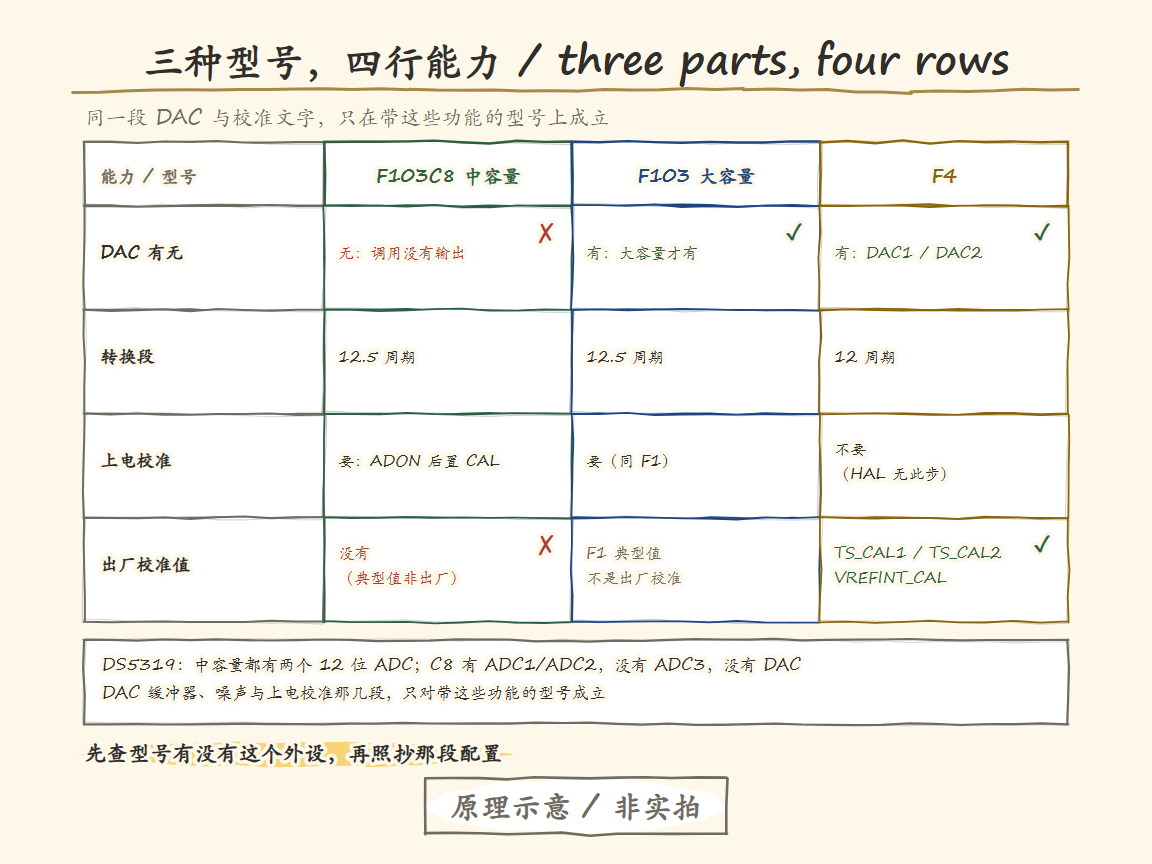 三种型号，四行能力 / three parts, four rows
同一段 DAC 与校准文字，只在带这些功能的型号上成立
能力 / 型号
F103C8 中容量
F103 大容量
F4
DAC 有无
无：调用没有输出
✗
有：大容量才有
✓
有：DAC1 / DAC2
✓
转换段
12.5 周期
12.5 周期
12 周期
上电校准
要：ADON 后置 CAL
要（同 F1）
不要
（HAL 无此步）
出厂校准值
没有
（典型值非出厂）
✗
F1 典型值
不是出厂校准
TS_CAL1 / TS_CAL2
VREFINT_CAL
✓
DS5319：中容量都有两个 12 位 ADC；C8 有 ADC1/ADC2，没有 ADC3，没有 DAC
DAC 缓冲器、噪声与上电校准那几段，只对带这些功能的型号成立
先查型号有没有这个外设，再照抄那段配置
原理示意 / 非实拍